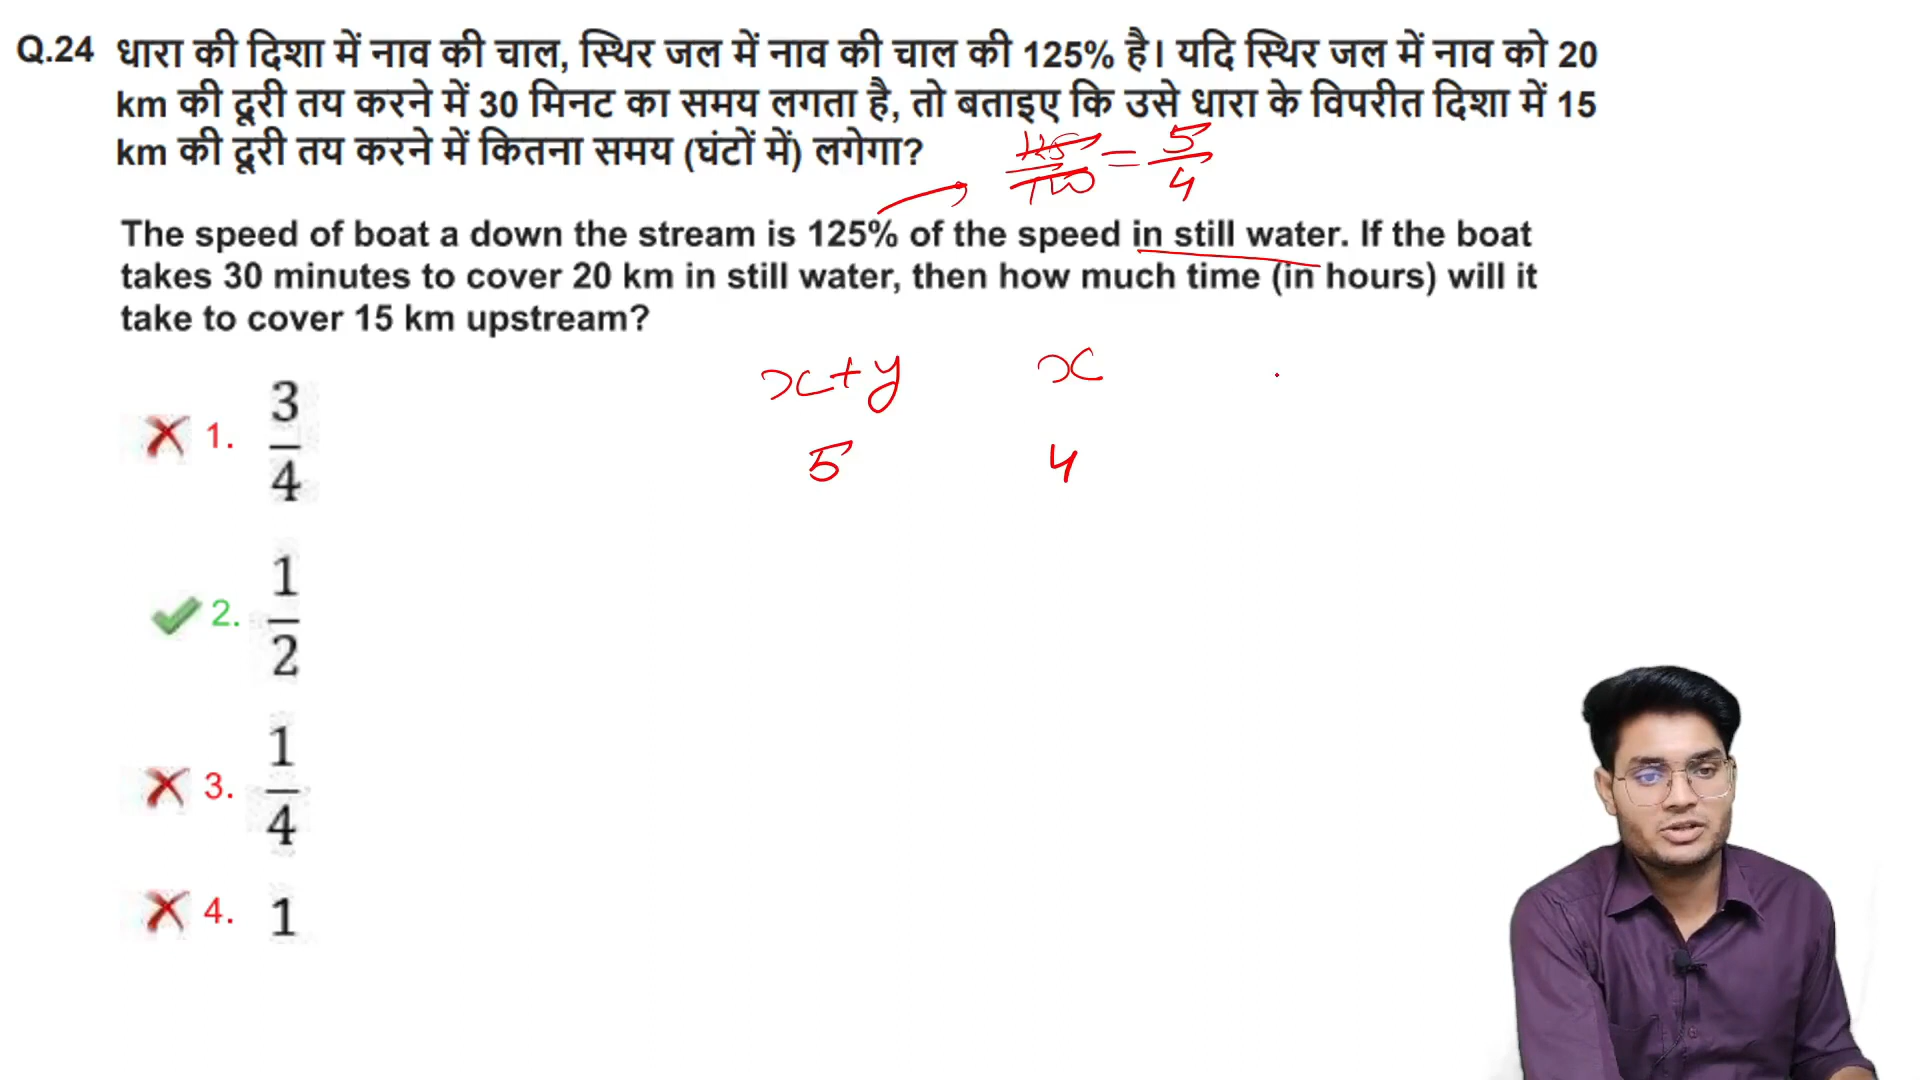 Q.24 धारा की दिशा में नाव की चाल, स्थिर जल में नाव की चाल की 125% है। यदि स्थिर जल में नाव को 20
km की दूरी तय करने में 30 मिनट का समय लगता है, तो बताइए कि उसे धारा के विपरीत दिशा में 15
km की दूरी तय करने में कितना समय (घंटों में) लगेगा?
125/100 = 5/4
The speed of boat a down the stream is 125% of the speed in still water. If the boat
takes 30 minutes to cover 20 km in still water, then how much time (in hours) will it
take to cover 15 km upstream?
x+y x
5 4
1. 3/4
2. 1/2
3. 1/4
4. 1